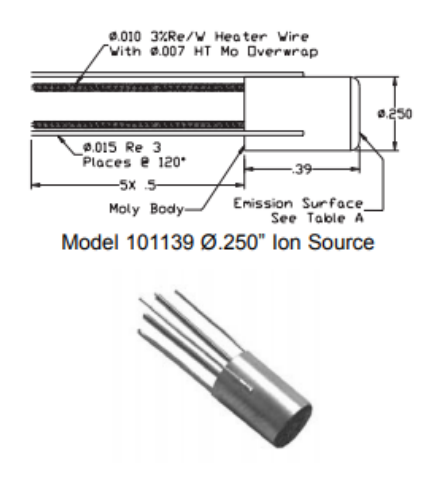 Ø.010 3%Re/W Heater Wire
With Ø.007 HT Mo Overwrap
Ø.250
Ø.015 Re 3
Places @ 120°
.39
5X .5
Moly Body
Emission Surface
See Table A
Model 101139 Ø.250" Ion Source